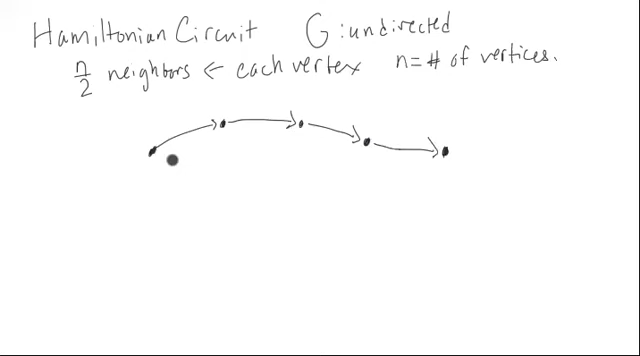 Hamiltonian Circuit G: undirected
n/2 neighbors ← each vertex n = # of vertices.